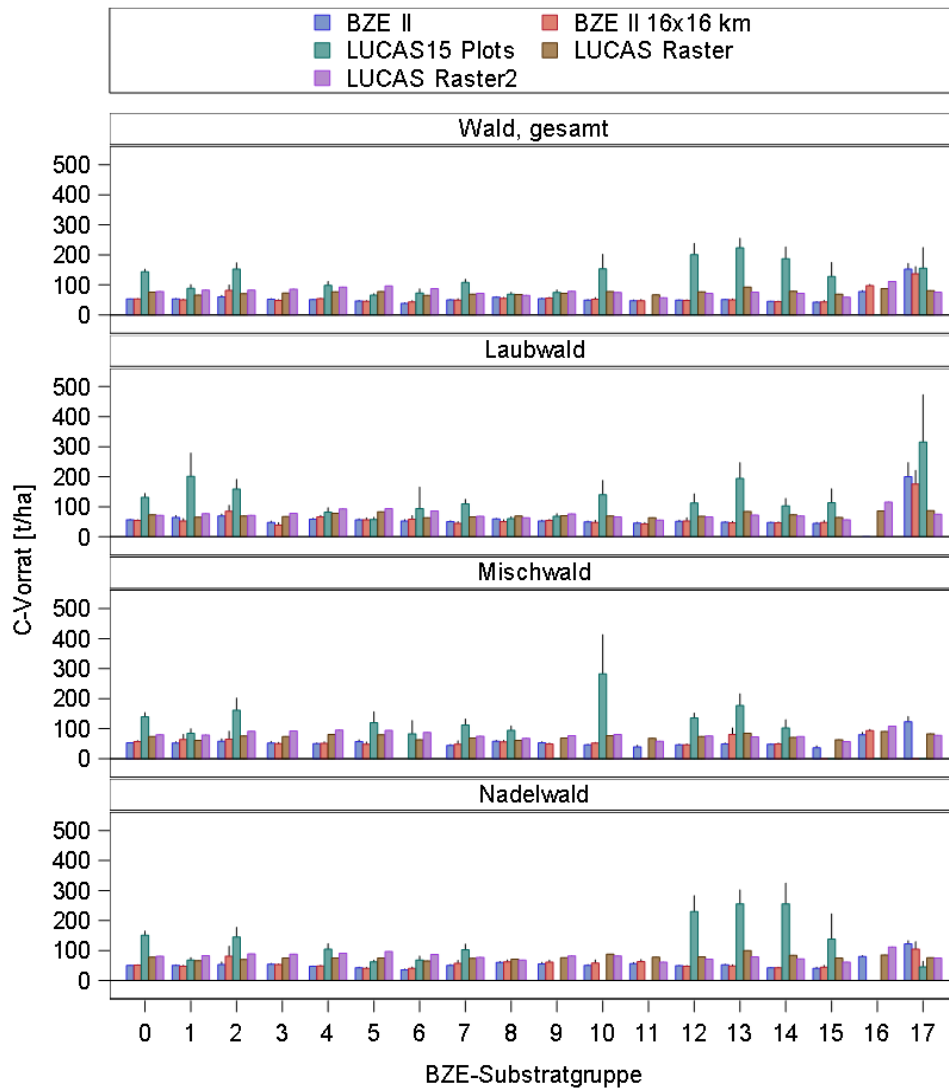 BZE II BZE II 16x16 km
LUCAS15 Plots LUCAS Raster
LUCAS Raster2
Wald, gesamt
500
400
300
200
100
0
Laubwald
500
400
300
200
100
0
Mischwald
500
400
300
200
100
0
Nadelwald
500
400
300
200
100
0
C-Vorrat [t/ha]
0 1 2 3 4 5 6 7 8 9 10 11 12 13 14 15 16 17
BZE-Substratgruppe